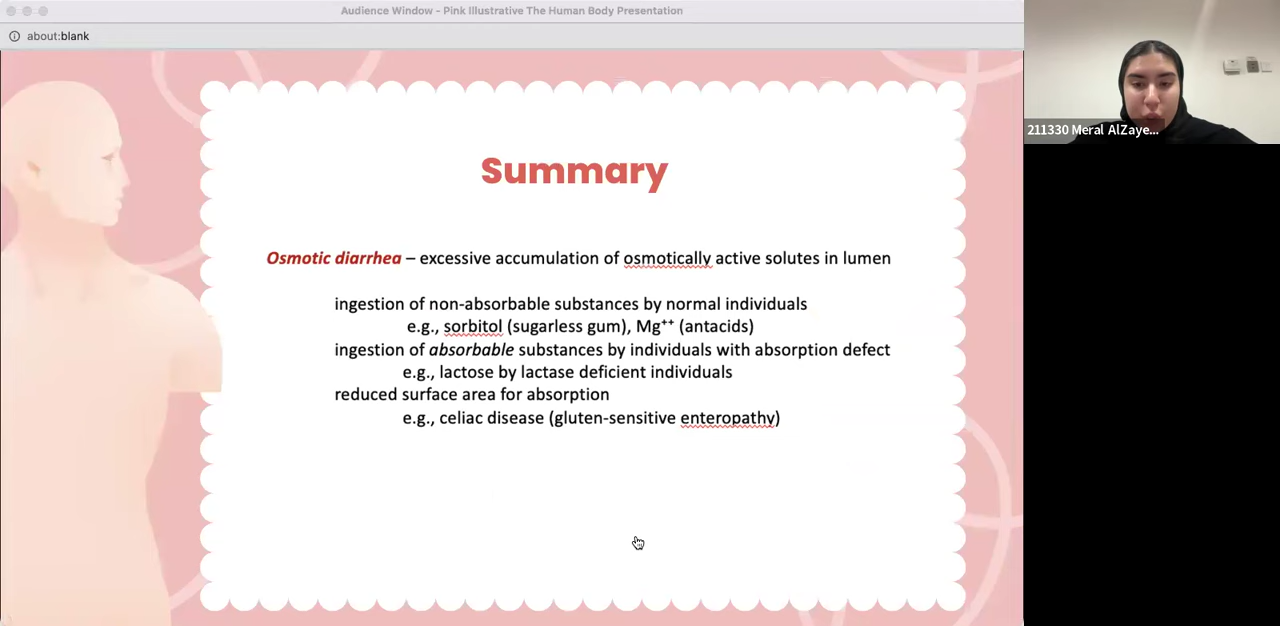 Audience Window - Pink Illustrative The Human Body Presentation
about:blank
211330 Meral AlZaye...
Summary
Osmotic diarrhea – excessive accumulation of osmotically active solutes in lumen
ingestion of non-absorbable substances by normal individuals
e.g., sorbitol (sugarless gum), Mg⁺⁺ (antacids)
ingestion of absorbable substances by individuals with absorption defect
e.g., lactose by lactase deficient individuals
reduced surface area for absorption
e.g., celiac disease (gluten-sensitive enteropathy)